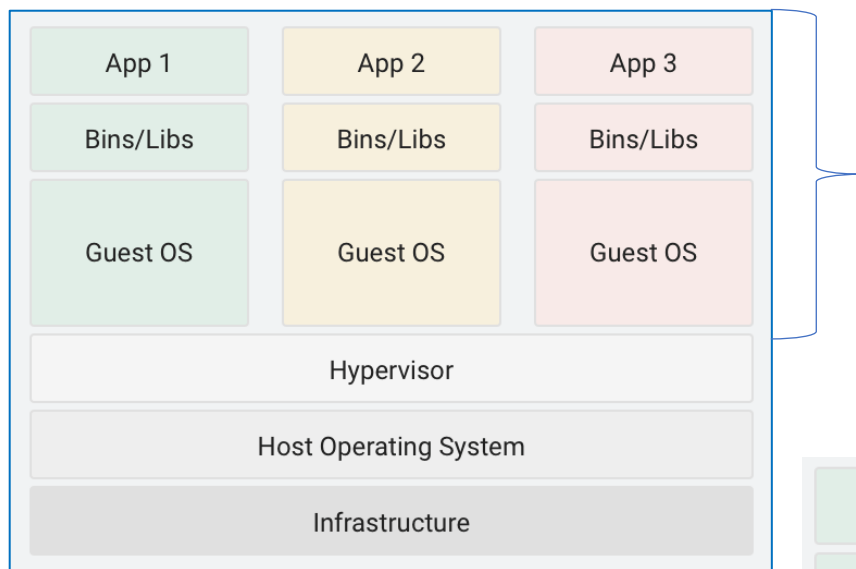 App 1 App 2 App 3
Bins/Libs Bins/Libs Bins/Libs
Guest OS Guest OS Guest OS
Hypervisor
Host Operating System
Infrastructure